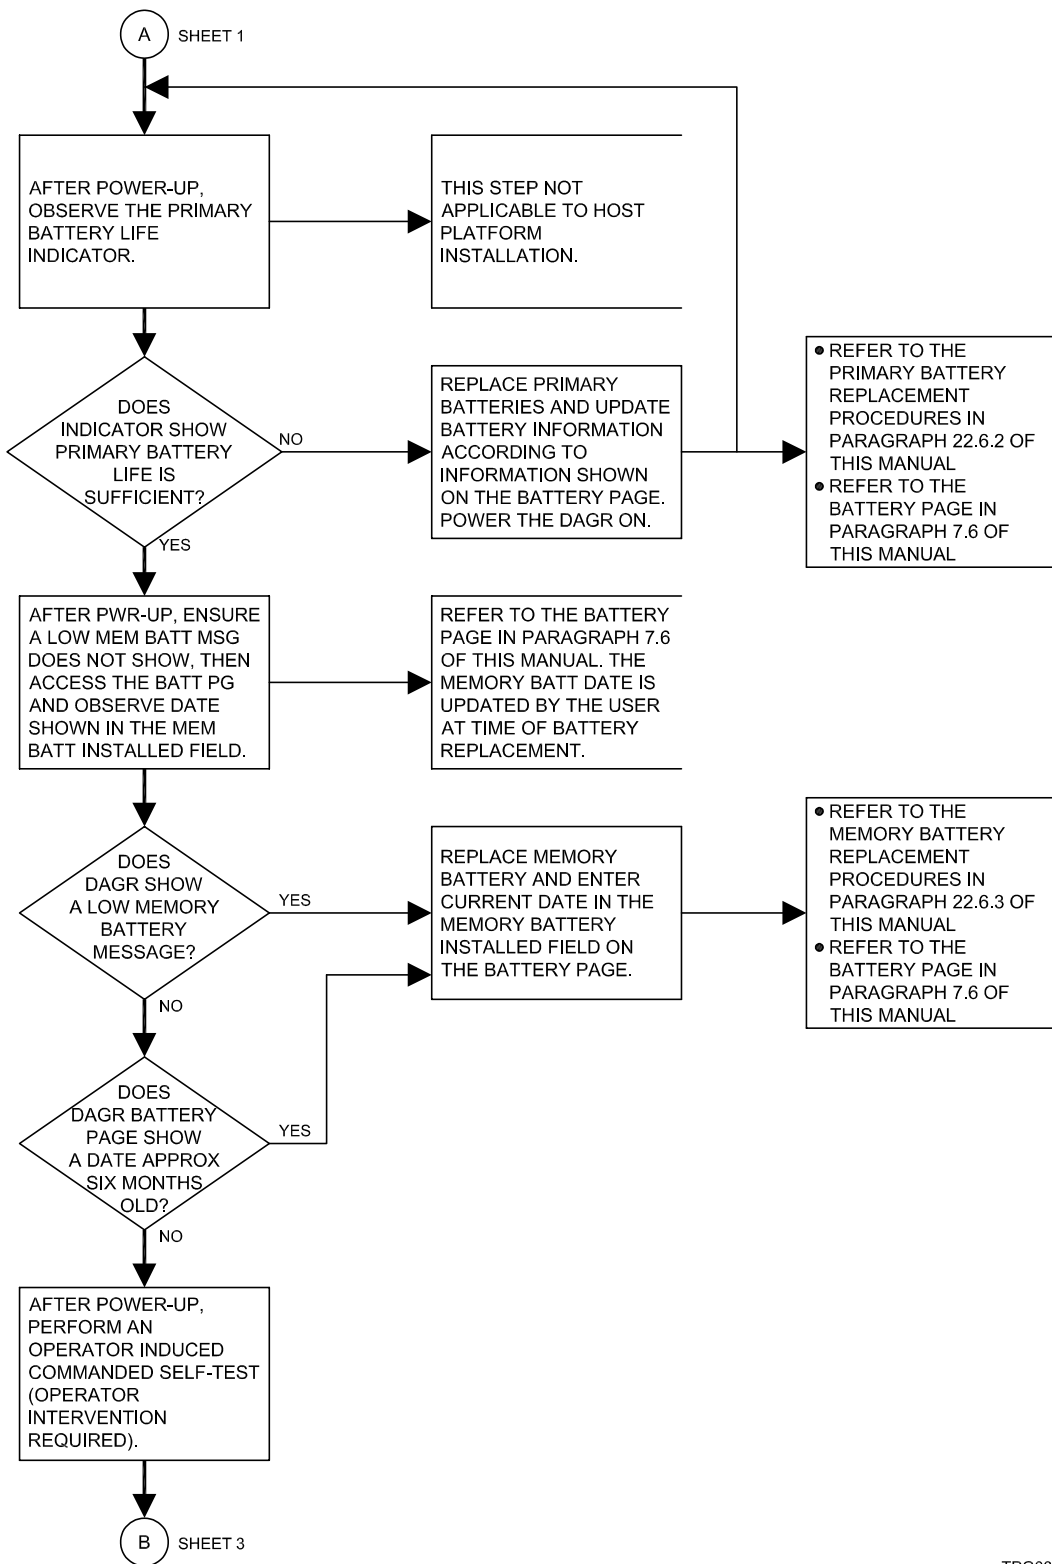 A SHEET 1
AFTER POWER-UP,
OBSERVE THE PRIMARY
BATTERY LIFE
INDICATOR.
THIS STEP NOT
APPLICABLE TO HOST
PLATFORM
INSTALLATION.
DOES
INDICATOR SHOW
PRIMARY BATTERY
LIFE IS
SUFFICIENT?
NO
YES
REPLACE PRIMARY
BATTERIES AND UPDATE
BATTERY INFORMATION
ACCORDING TO
INFORMATION SHOWN
ON THE BATTERY PAGE.
POWER THE DAGR ON.
• REFER TO THE
PRIMARY BATTERY
REPLACEMENT
PROCEDURES IN
PARAGRAPH 22.6.2 OF
THIS MANUAL
• REFER TO THE
BATTERY PAGE IN
PARAGRAPH 7.6 OF
THIS MANUAL
AFTER PWR-UP, ENSURE
A LOW MEM BATT MSG
DOES NOT SHOW, THEN
ACCESS THE BATT PG
AND OBSERVE DATE
SHOWN IN THE MEM
BATT INSTALLED FIELD.
REFER TO THE BATTERY
PAGE IN PARAGRAPH 7.6
OF THIS MANUAL. THE
MEMORY BATT DATE IS
UPDATED BY THE USER
AT TIME OF BATTERY
REPLACEMENT.
DOES
DAGR SHOW
A LOW MEMORY
BATTERY
MESSAGE?
YES
NO
REPLACE MEMORY
BATTERY AND ENTER
CURRENT DATE IN THE
MEMORY BATTERY
INSTALLED FIELD ON
THE BATTERY PAGE.
• REFER TO THE
MEMORY BATTERY
REPLACEMENT
PROCEDURES IN
PARAGRAPH 22.6.3 OF
THIS MANUAL
• REFER TO THE
BATTERY PAGE IN
PARAGRAPH 7.6 OF
THIS MANUAL
DOES
DAGR BATTERY
PAGE SHOW
A DATE APPROX
SIX MONTHS
OLD?
YES
NO
AFTER POWER-UP,
PERFORM AN
OPERATOR INDUCED
COMMANDED SELF-TEST
(OPERATOR
INTERVENTION
REQUIRED).
B SHEET 3